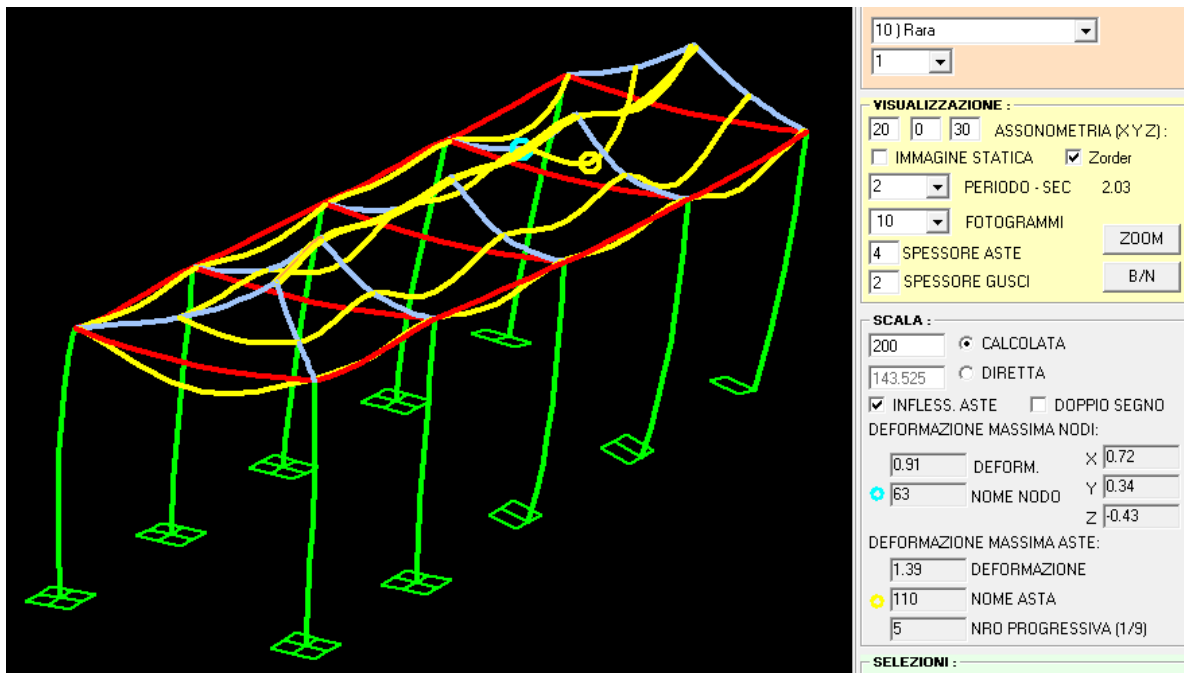 10 ) Rara
1
VISUALIZZAZIONE :
20 0 30 ASSONOMETRIA (X Y Z) :
IMMAGINE STATICA Zorder
2 PERIODO - SEC 2.03
10 FOTOGRAMMI
ZOOM
4 SPESSORE ASTE
2 SPESSORE GUSCI
B/N
SCALA :
200 CALCOLATA
143.525 DIRETTA
INFLESS. ASTE DOPPIO SEGNO
DEFORMAZIONE MASSIMA NODI:
0.91 DEFORM. X 0.72
63 NOME NODO Y 0.34
Z -0.43
DEFORMAZIONE MASSIMA ASTE:
1.39 DEFORMAZIONE
110 NOME ASTA
5 NRO PROGRESSIVA (1/9)
SELEZIONI :